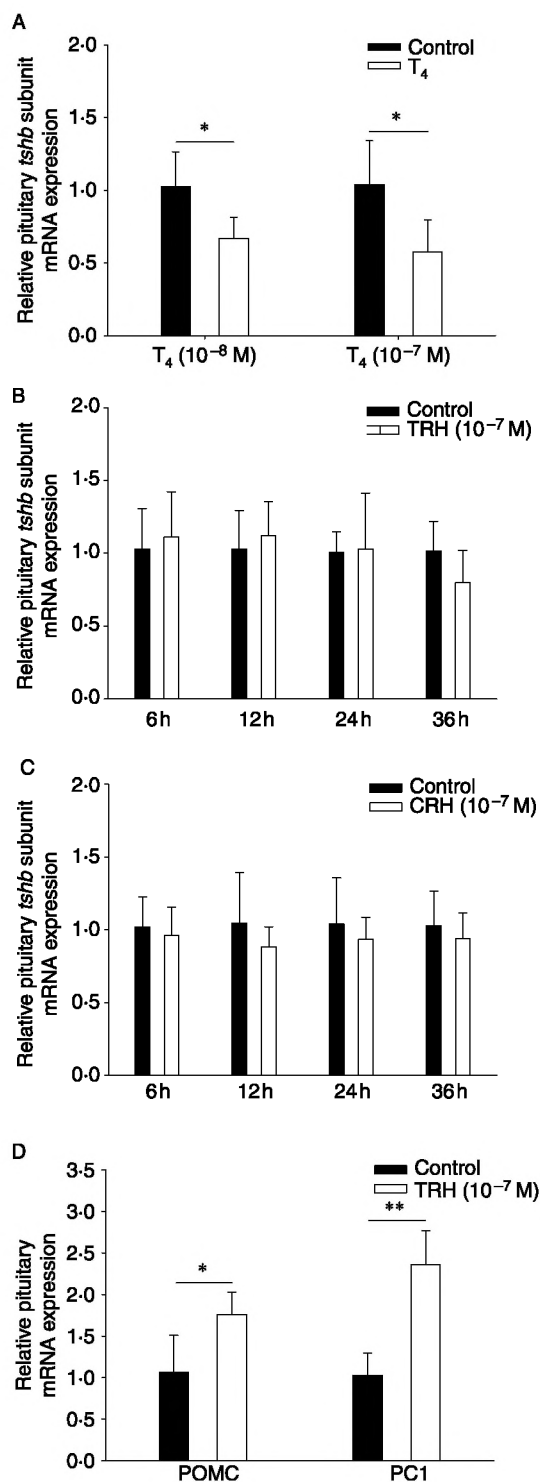 A
Control
T4
2·0
1·5
1·0
0·5
0·0
Relative pituitary tshb subunit
mRNA expression
*
*
T4 (10−8 M)
T4 (10−7 M)
B
Control
TRH (10−7 M)
2·0
1·5
1·0
0·5
0·0
Relative pituitary tshb subunit
mRNA expression
6h
12h
24h
36h
C
Control
CRH (10−7 M)
2·0
1·5
1·0
0·5
0·0
Relative pituitary tshb subunit
mRNA expression
6h
12h
24h
36h
D
Control
TRH (10−7 M)
3·5
3·0
2·5
2·0
1·5
1·0
0·5
0·0
Relative pituitary
mRNA expression
*
**
POMC
PC1